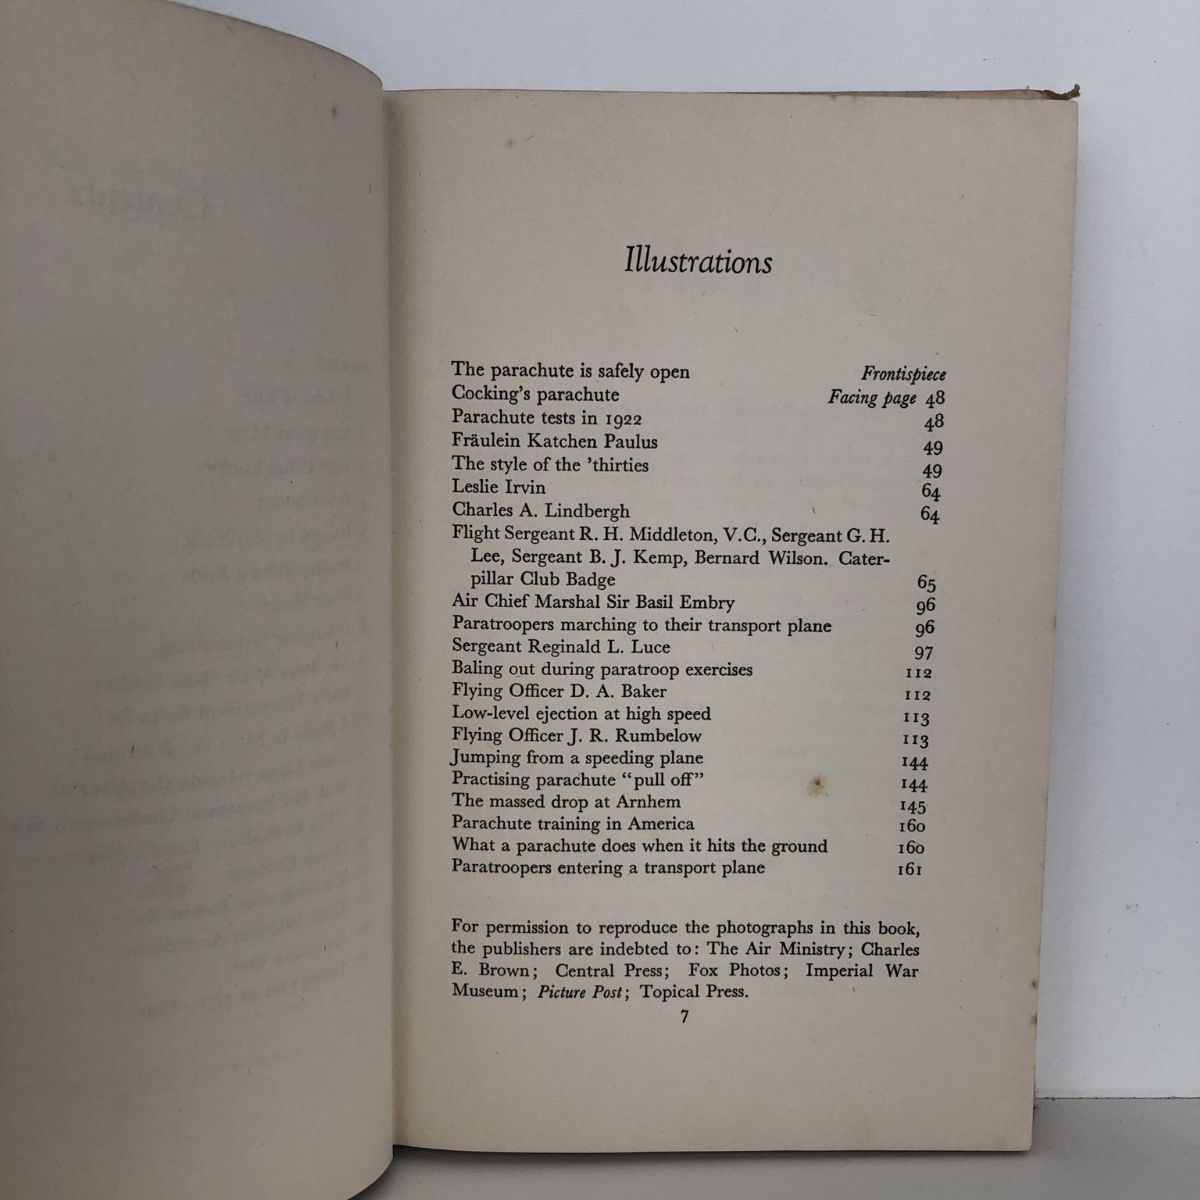 Illustrations
The parachute is safely open Frontispiece
Cocking's parachute Facing page 48
Parachute tests in 1922 48
Fräulein Katchen Paulus 49
The style of the 'thirties 49
Leslie Irvin 64
Charles A. Lindbergh 64
Flight Sergeant R. H. Middleton, V.C., Sergeant G. H.
Lee, Sergeant B. J. Kemp, Bernard Wilson. Cater-
pillar Club Badge 65
Air Chief Marshal Sir Basil Embry 96
Paratroopers marching to their transport plane 96
Sergeant Reginald L. Luce 97
Baling out during paratroop exercises 112
Flying Officer D. A. Baker 112
Low-level ejection at high speed 113
Flying Officer J. R. Rumbelow 113
Jumping from a speeding plane 144
Practising parachute "pull off" 144
The massed drop at Arnhem 145
Parachute training in America 160
What a parachute does when it hits the ground 160
Paratroopers entering a transport plane 161
For permission to reproduce the photographs in this book,
the publishers are indebted to: The Air Ministry; Charles
E. Brown; Central Press; Fox Photos; Imperial War
Museum; Picture Post; Topical Press.
7